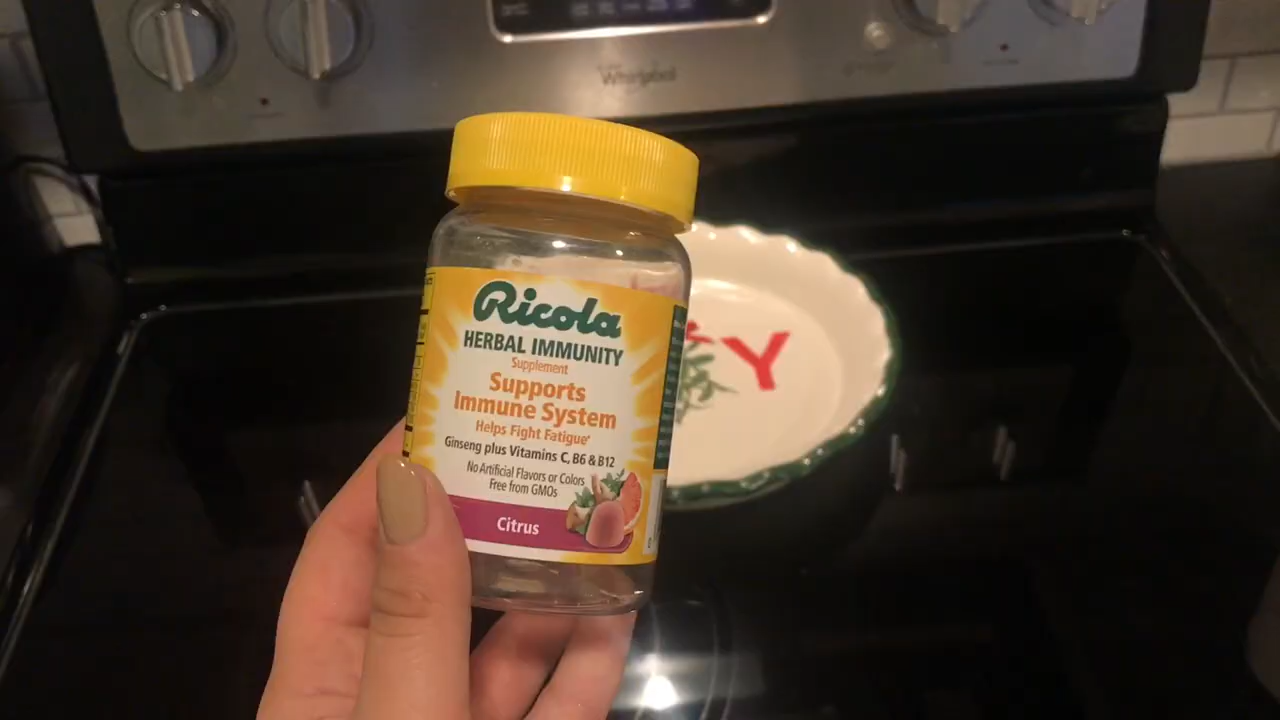 Whirlpool
Ricola
HERBAL IMMUNITY
Supplement
Supports
Immune System
Helps Fight Fatigue*
Ginseng plus Vitamins C, B6 & B12
No Artificial Flavors or Colors
Free from GMOs
Citrus
Y